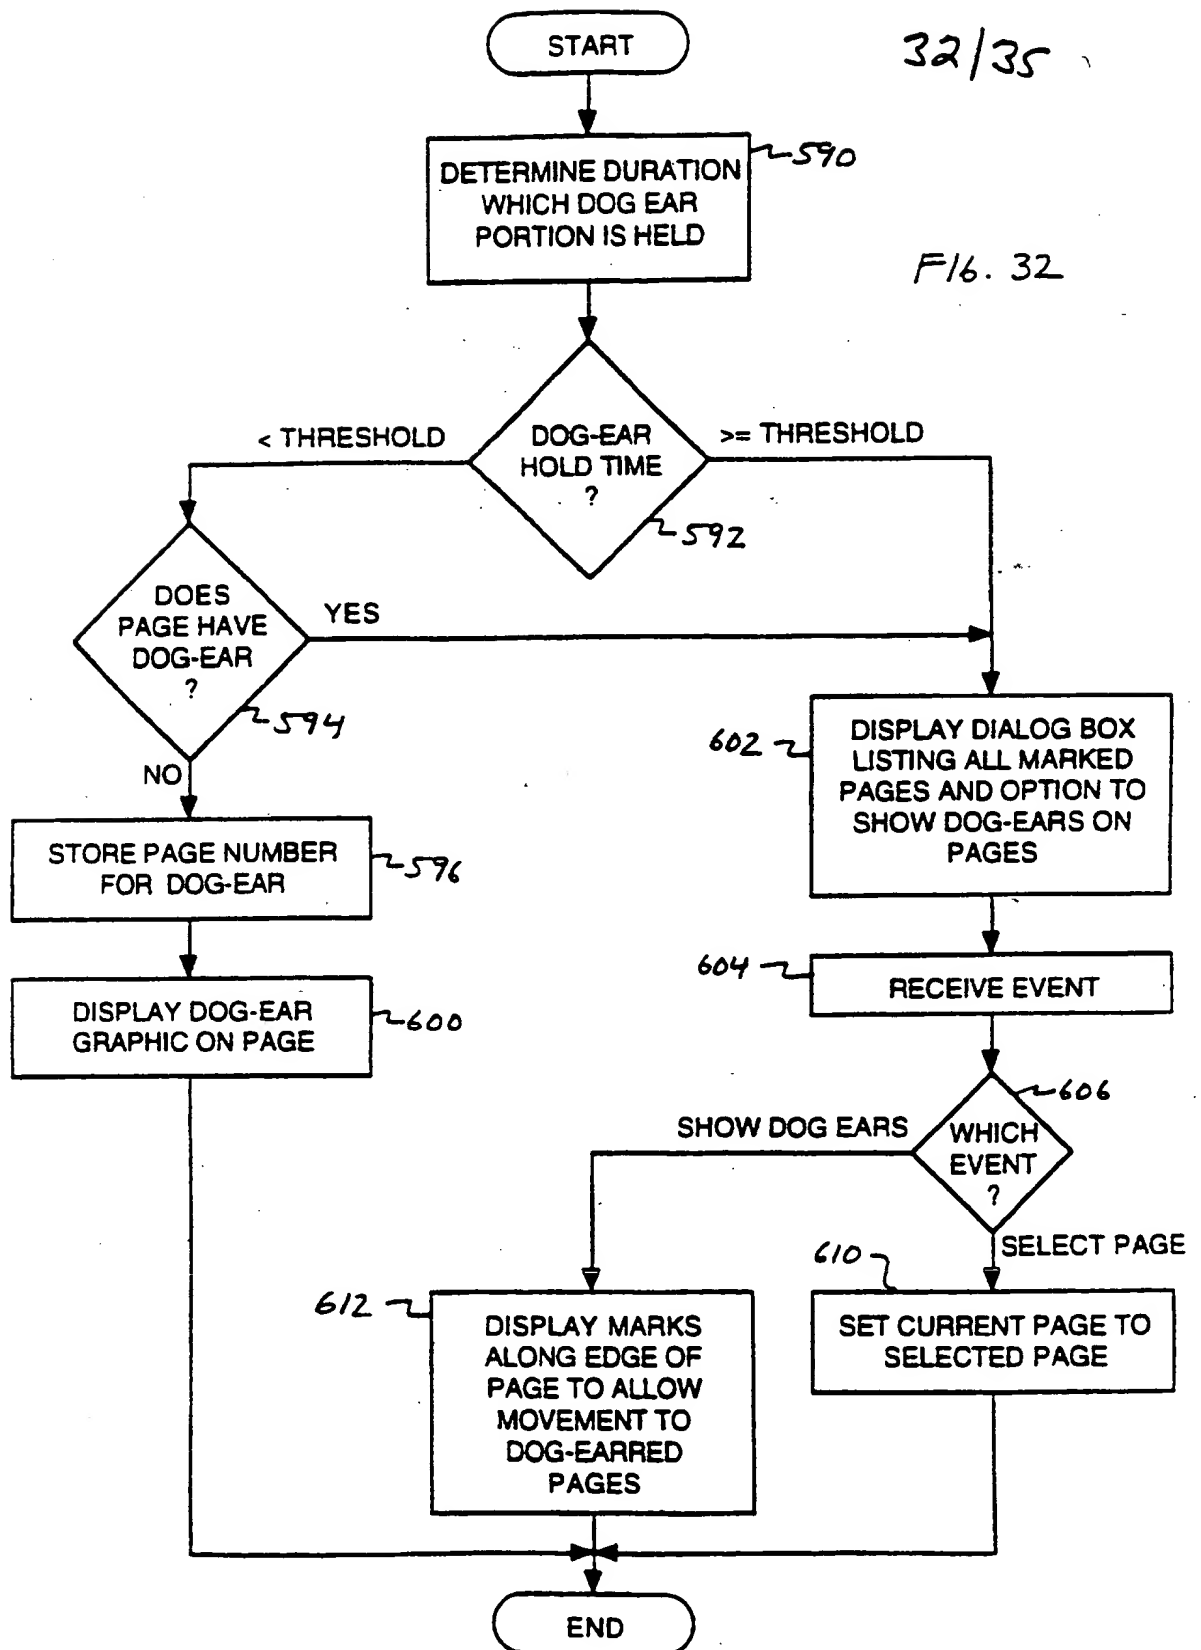 START
32/35
DETERMINE DURATION
WHICH DOG EAR
PORTION IS HELD
590
FIG. 32
< THRESHOLD
DOG-EAR
HOLD TIME
?
>= THRESHOLD
592
DOES
PAGE HAVE
DOG-EAR
?
YES
594
NO
STORE PAGE NUMBER
FOR DOG-EAR
596
DISPLAY DOG-EAR
GRAPHIC ON PAGE
600
602
DISPLAY DIALOG BOX
LISTING ALL MARKED
PAGES AND OPTION TO
SHOW DOG-EARS ON
PAGES
604
RECEIVE EVENT
606
SHOW DOG EARS
WHICH
EVENT
?
SELECT PAGE
610
SET CURRENT PAGE TO
SELECTED PAGE
612
DISPLAY MARKS
ALONG EDGE OF
PAGE TO ALLOW
MOVEMENT TO
DOG-EARRED
PAGES
END